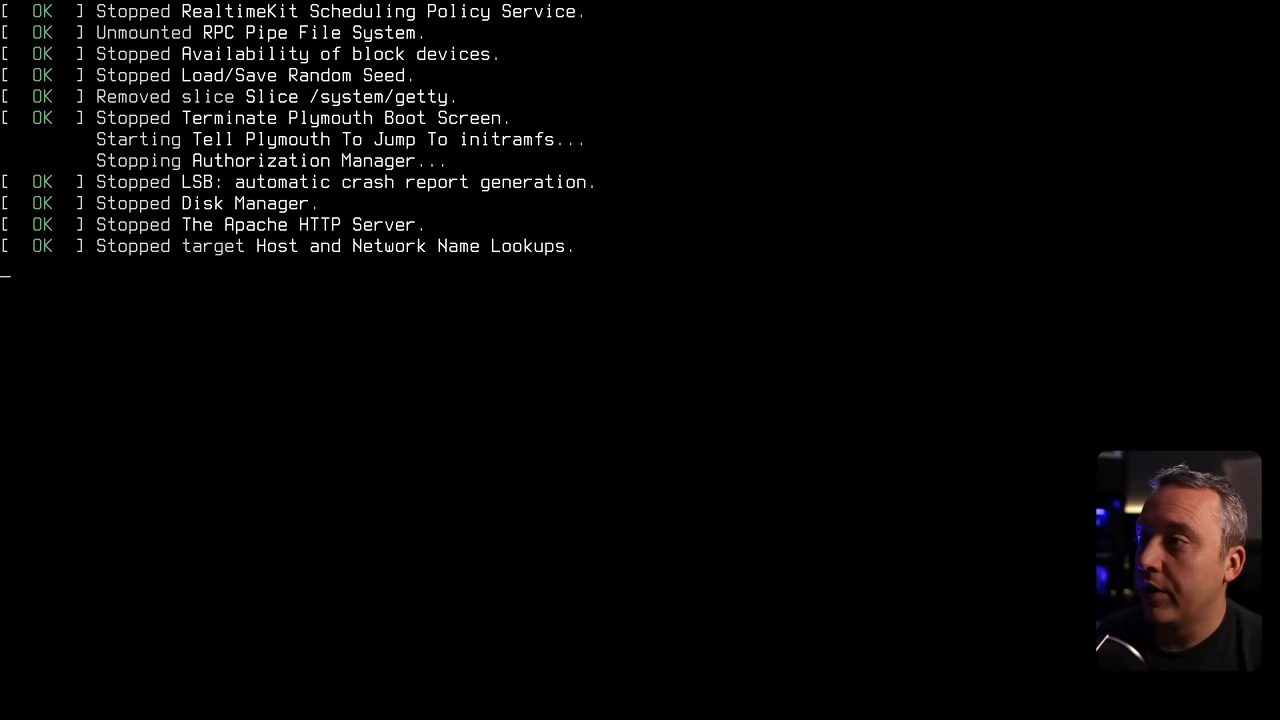 [  OK  ] Stopped RealtimeKit Scheduling Policy Service.
[  OK  ] Unmounted RPC Pipe File System.
[  OK  ] Stopped Availability of block devices.
[  OK  ] Stopped Load/Save Random Seed.
[  OK  ] Removed slice Slice /system/getty.
[  OK  ] Stopped Terminate Plymouth Boot Screen.
         Starting Tell Plymouth To Jump To initramfs...
         Stopping Authorization Manager...
[  OK  ] Stopped LSB: automatic crash report generation.
[  OK  ] Stopped Disk Manager.
[  OK  ] Stopped The Apache HTTP Server.
[  OK  ] Stopped target Host and Network Name Lookups.